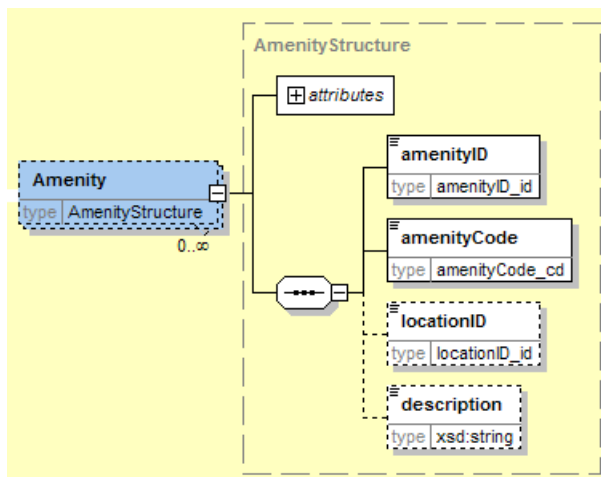 AmenityStructure
attributes
Amenity
type AmenityStructure
0..∞
amenityID
type amenityID_id
amenityCode
type amenityCode_cd
locationID
type locationID_id
description
type xsd:string